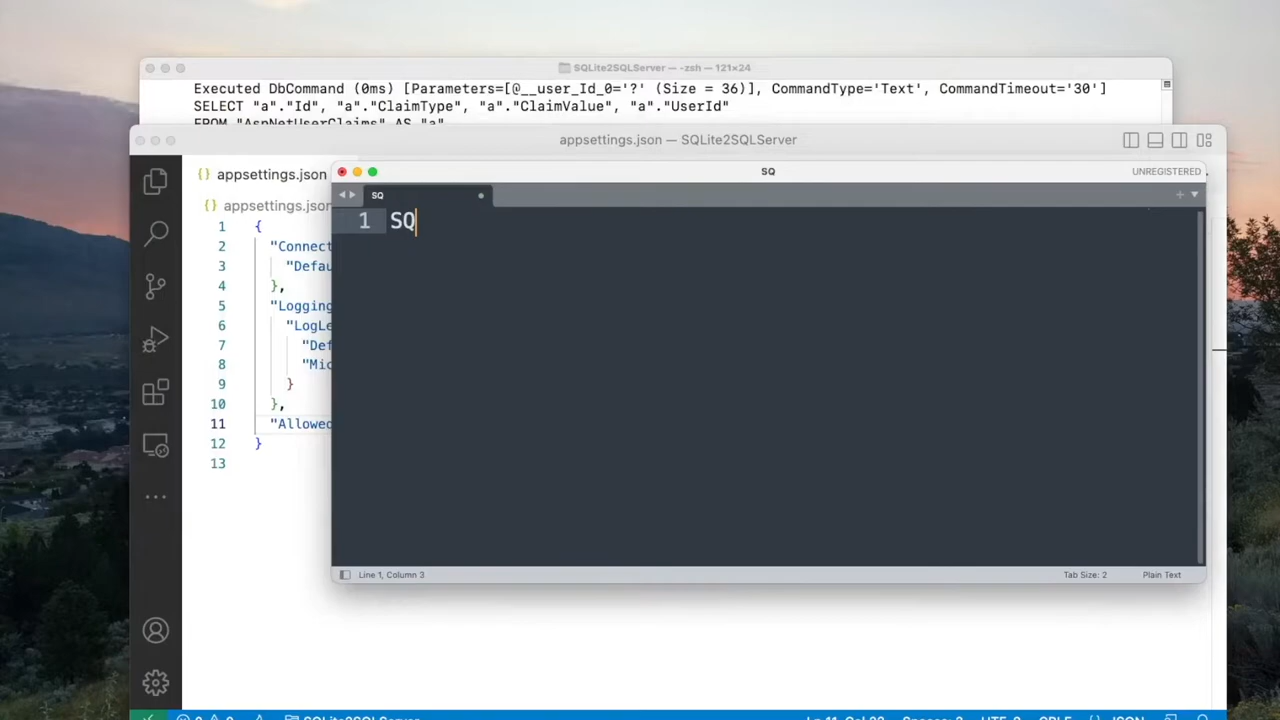 SQLite2SQLServer — -zsh — 121×24
Executed DbCommand (0ms) [Parameters=[@__user_Id_0='?' (Size = 36)], CommandType='Text', CommandTimeout='30']
SELECT "a"."Id", "a"."ClaimType", "a"."ClaimValue", "a"."UserId"
FROM "AspNetUserClaims" AS "a"
appsettings.json — SQLite2SQLServer
{} appsettings.json
{} appsettings.json
1 {
2 "Connect
3 "Defau
4 },
5 "Logging
6 "LogLe
7 "Def
8 "Mic
9 }
10 },
11 "Allowed
12 }
13
SQ
UNREGISTERED
SQ
1 SQ
Line 1, Column 3
Tab Size: 2
Plain Text
SQLite2SQLServer